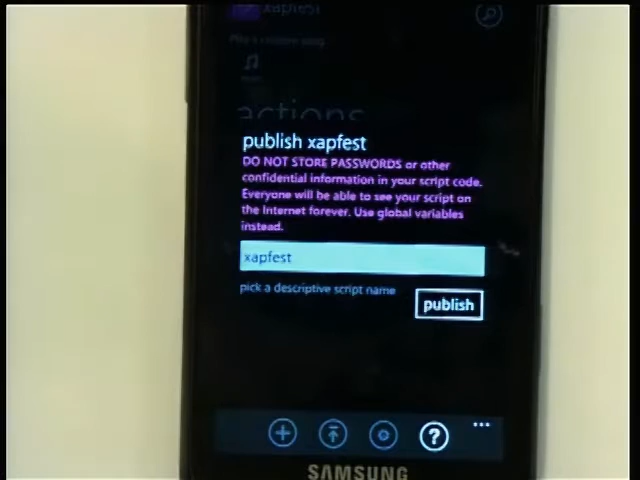 xapfest
actions
publish xapfest
DO NOT STORE PASSWORDS or other
confidential information in your script code.
Everyone will be able to see your script on
the Internet forever. Use global variables
instead.
xapfest
pick a descriptive script name
publish
?
SAMSUNG